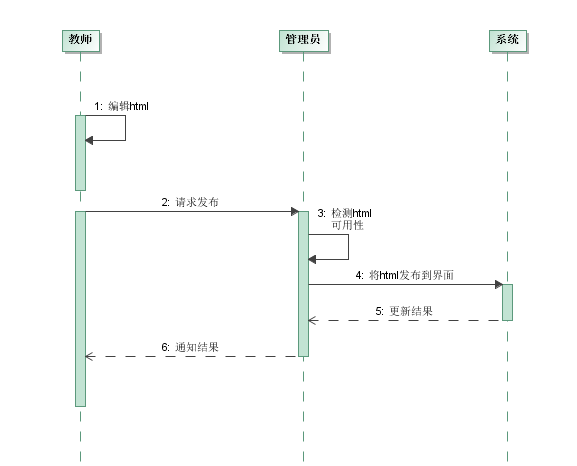 教师
管理员
系统
1: 编辑html
2: 请求发布
3: 检测html
可用性
4: 将html发布到界面
5: 更新结果
6: 通知结果